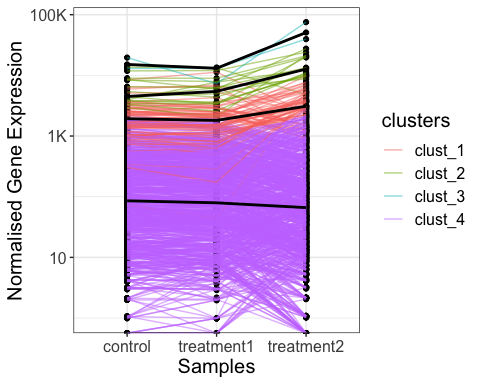 100K
1K
10
Normalised Gene Expression
control
treatment1
treatment2
Samples
clusters
clust_1
clust_2
clust_3
clust_4